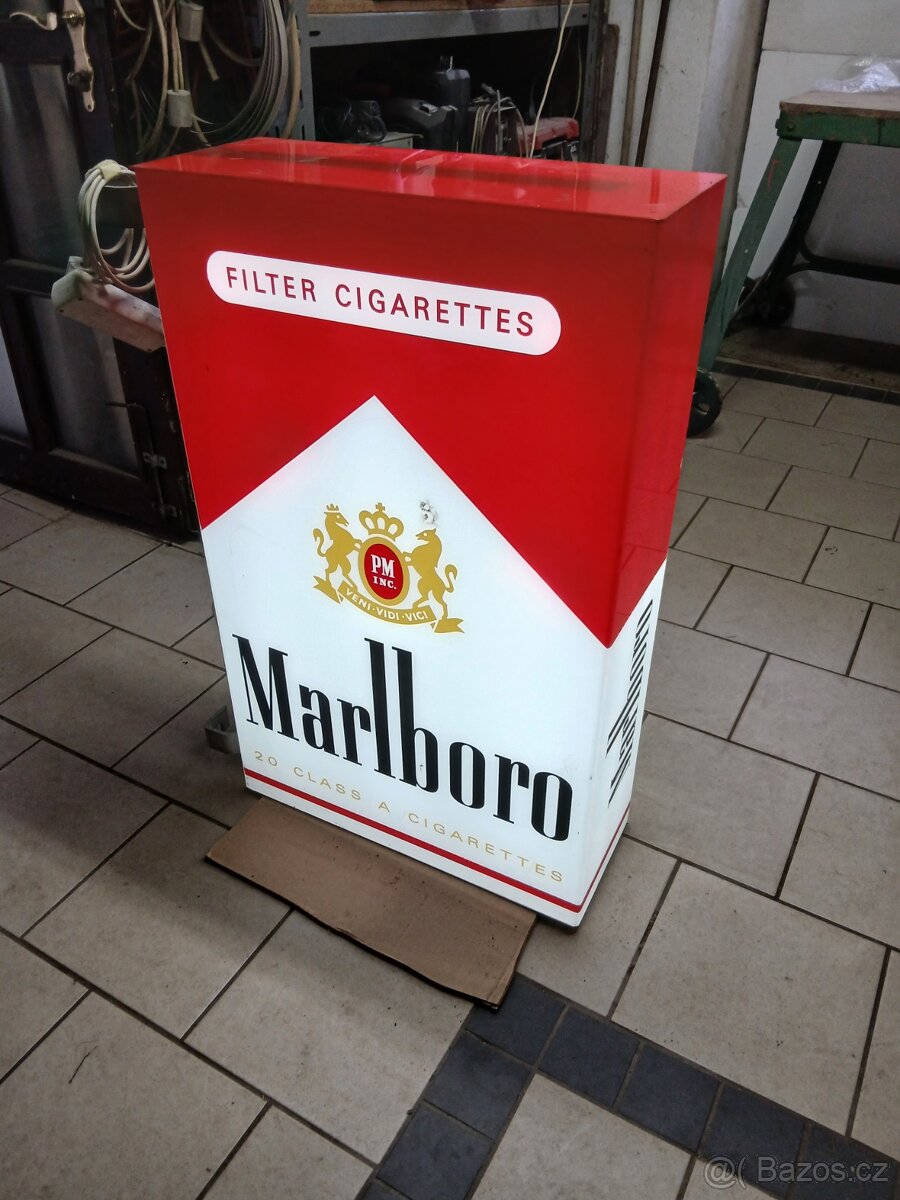 FILTER CIGARETTES
PM
INC.
VENI·VIDI·VICI
Marlboro
20 CLASS A CIGARETTES
Marlboro
@( Bazos.cz